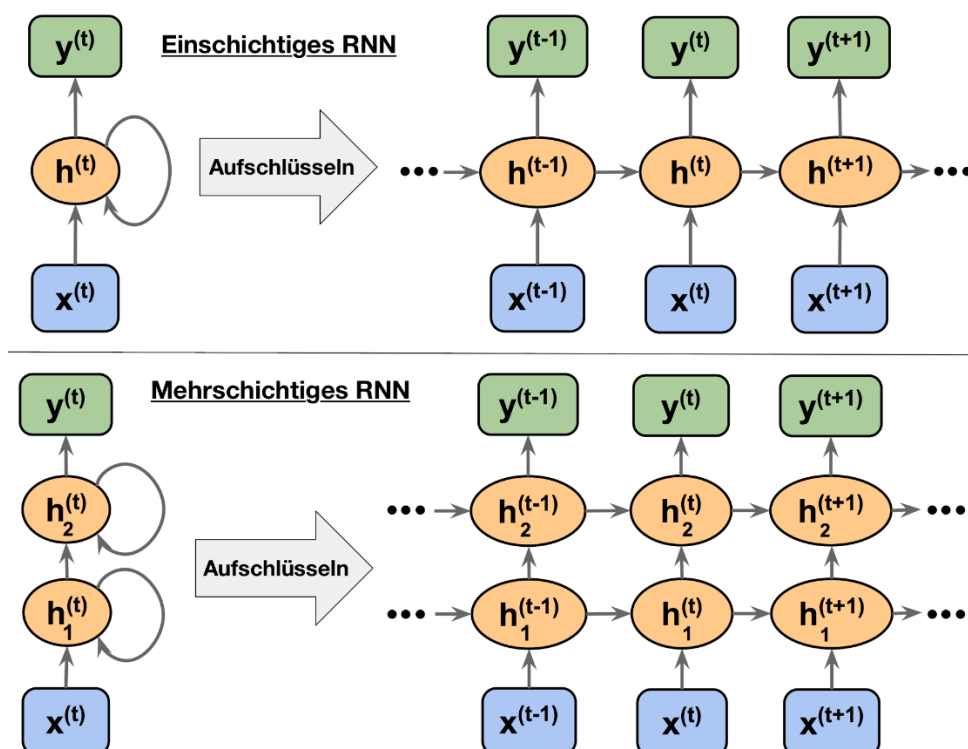 y(t) Einschichtiges RNN y(t-1) y(t) y(t+1)
h(t) Aufschlüsseln ••• h(t-1) h(t) h(t+1) •••
x(t) x(t-1) x(t) x(t+1)
Mehrschichtiges RNN
y(t) y(t-1) y(t) y(t+1)
h2(t) ••• h2(t-1) h2(t) h2(t+1) •••
Aufschlüsseln
h1(t) ••• h1(t-1) h1(t) h1(t+1) •••
x(t) x(t-1) x(t) x(t+1)